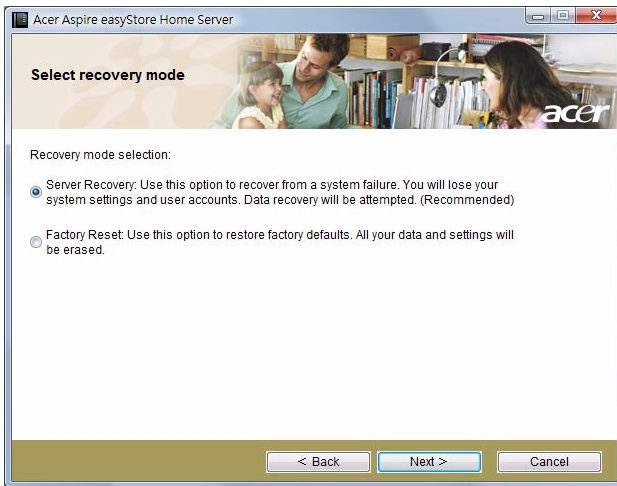 Acer Aspire easyStore Home Server
Select recovery mode
acer
Recovery mode selection:
Server Recovery: Use this option to recover from a system failure. You will lose your
system settings and user accounts. Data recovery will be attempted. (Recommended)
Factory Reset: Use this option to restore factory defaults. All your data and settings will
be erased.
< Back
Next >
Cancel